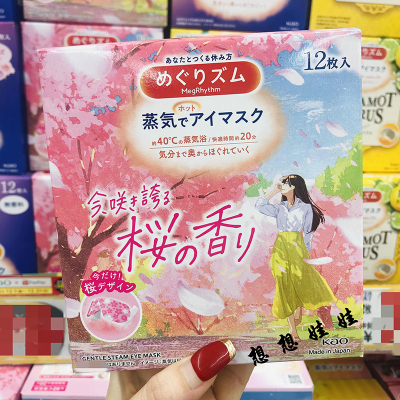 あなたとつくる休み方
めぐりズム
MegRhythm
12枚入
ホット
蒸気でアイマスク
約40℃の蒸気浴/快適時間約20分
気分まで奥からほぐれていく
今、咲き誇る
桜の香り
今だけ!
桜デザイン
想想娃娃
Kao
Made in Japan
GENTLE STEAM EYE MASK
12枚入